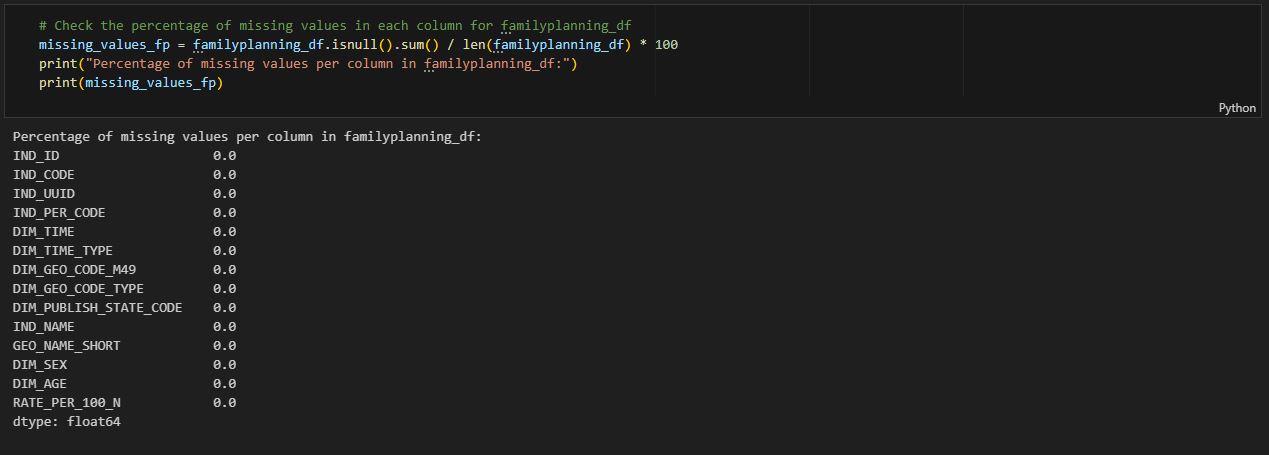 # Check the percentage of missing values in each column for familyplanning_df
missing_values_fp = familyplanning_df.isnull().sum() / len(familyplanning_df) * 100
print("Percentage of missing values per column in familyplanning_df:")
print(missing_values_fp)
Python
Percentage of missing values per column in familyplanning_df:
IND_ID                    0.0
IND_CODE                  0.0
IND_UUID                  0.0
IND_PER_CODE              0.0
DIM_TIME                  0.0
DIM_TIME_TYPE             0.0
DIM_GEO_CODE_M49          0.0
DIM_GEO_CODE_TYPE         0.0
DIM_PUBLISH_STATE_CODE    0.0
IND_NAME                  0.0
GEO_NAME_SHORT            0.0
DIM_SEX                   0.0
DIM_AGE                   0.0
RATE_PER_100_N            0.0
dtype: float64